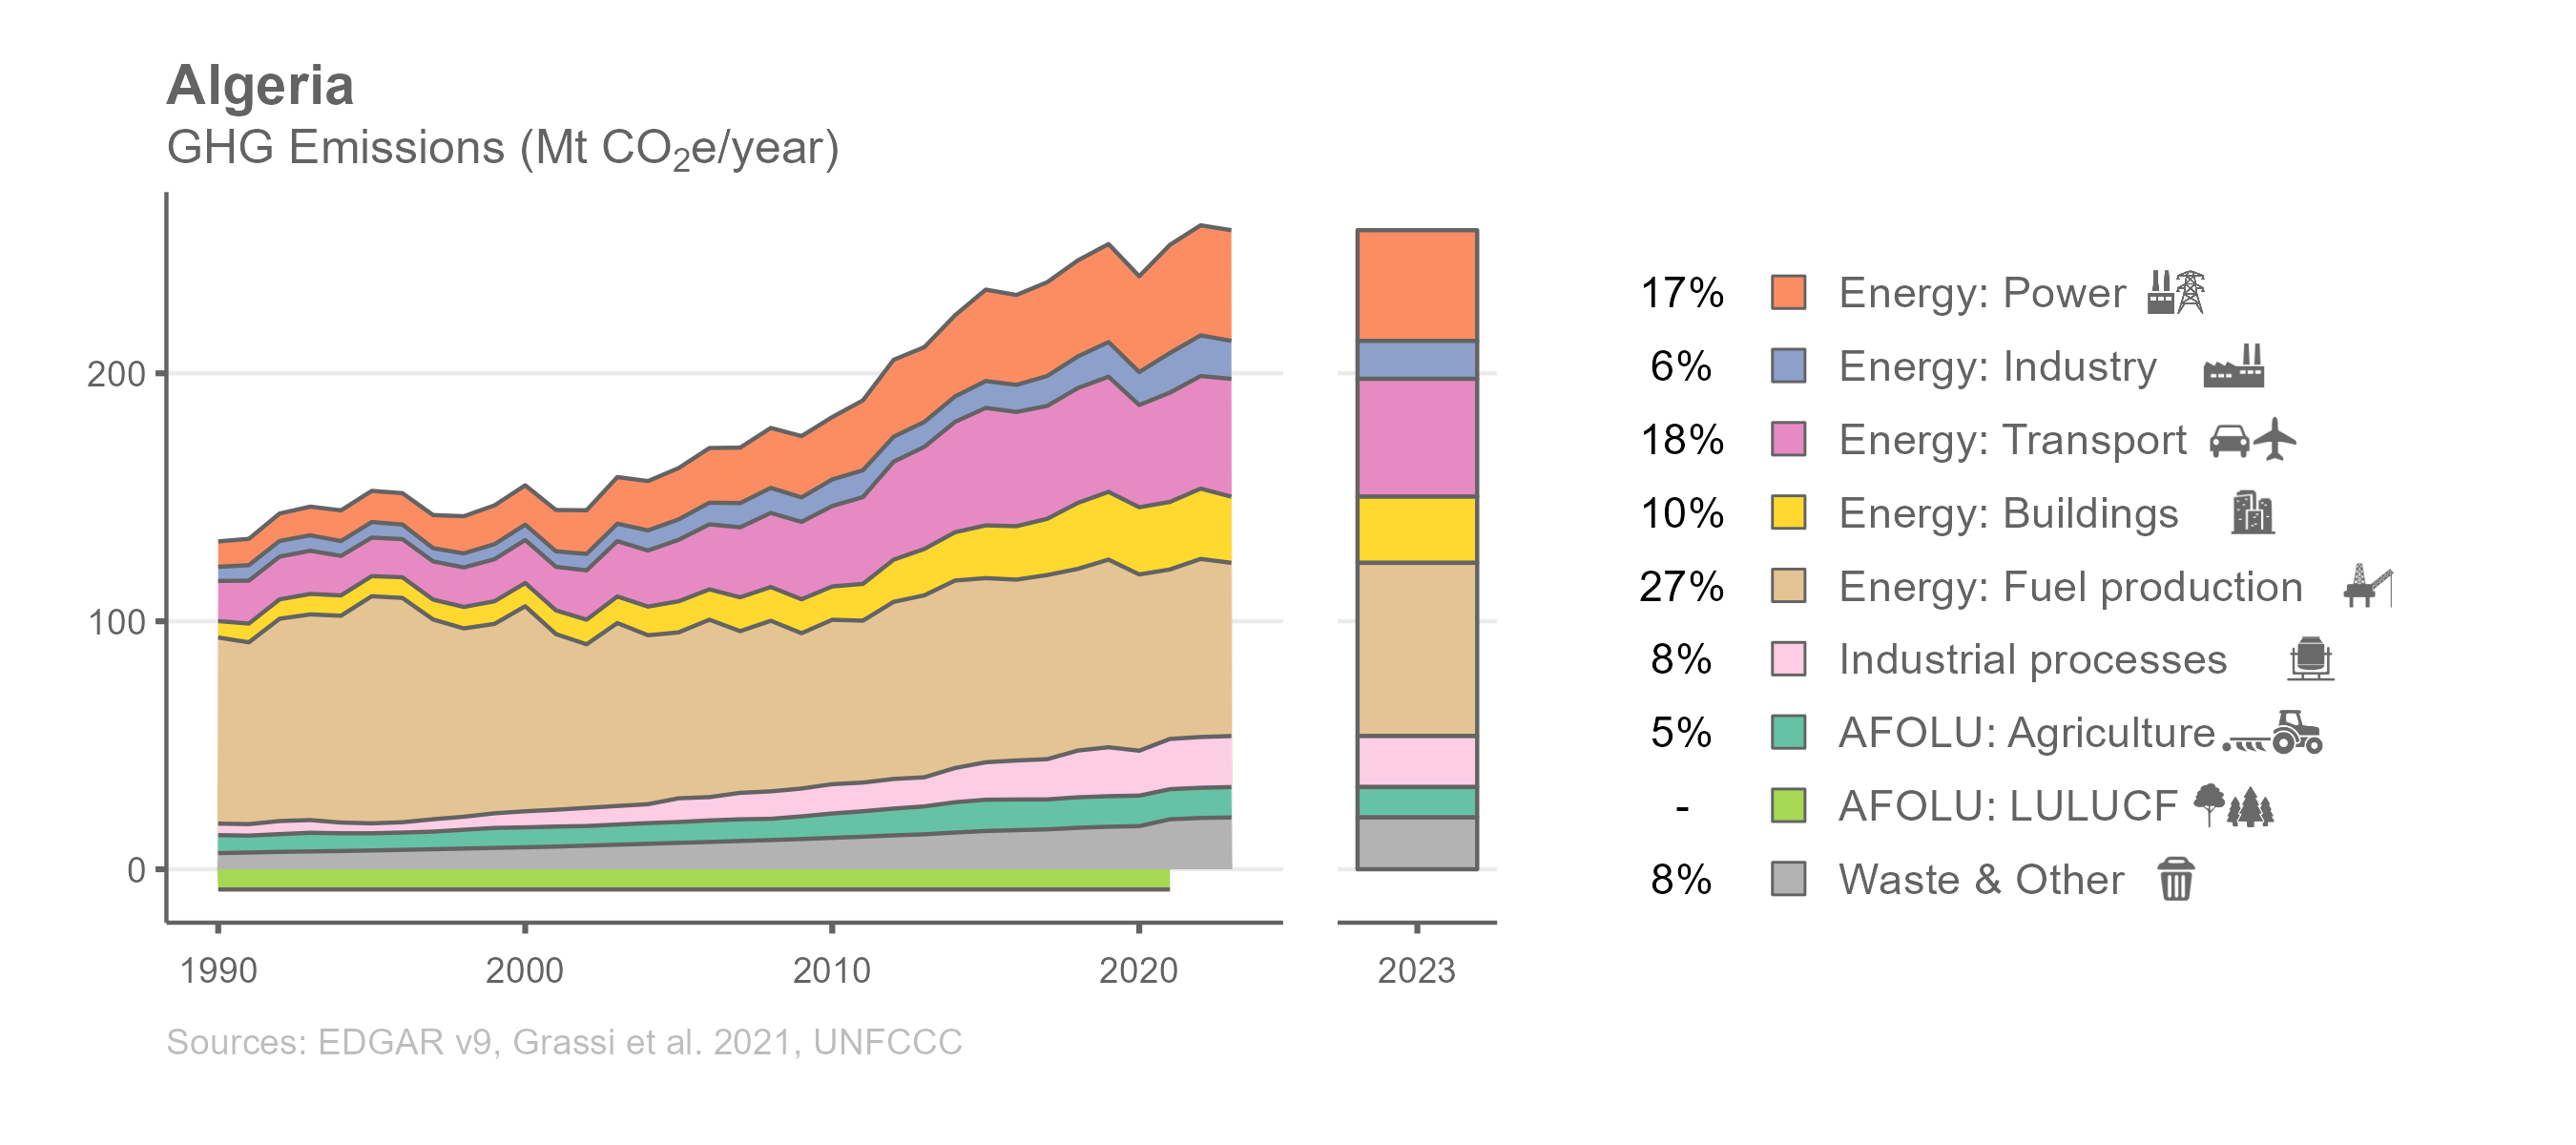 Algeria
GHG Emissions (Mt CO₂e/year)
200
100
0
1990 2000 2010 2020 2023
17% Energy: Power
6% Energy: Industry
18% Energy: Transport
10% Energy: Buildings
27% Energy: Fuel production
8% Industrial processes
5% AFOLU: Agriculture
- AFOLU: LULUCF
8% Waste & Other
Sources: EDGAR v9, Grassi et al. 2021, UNFCCC